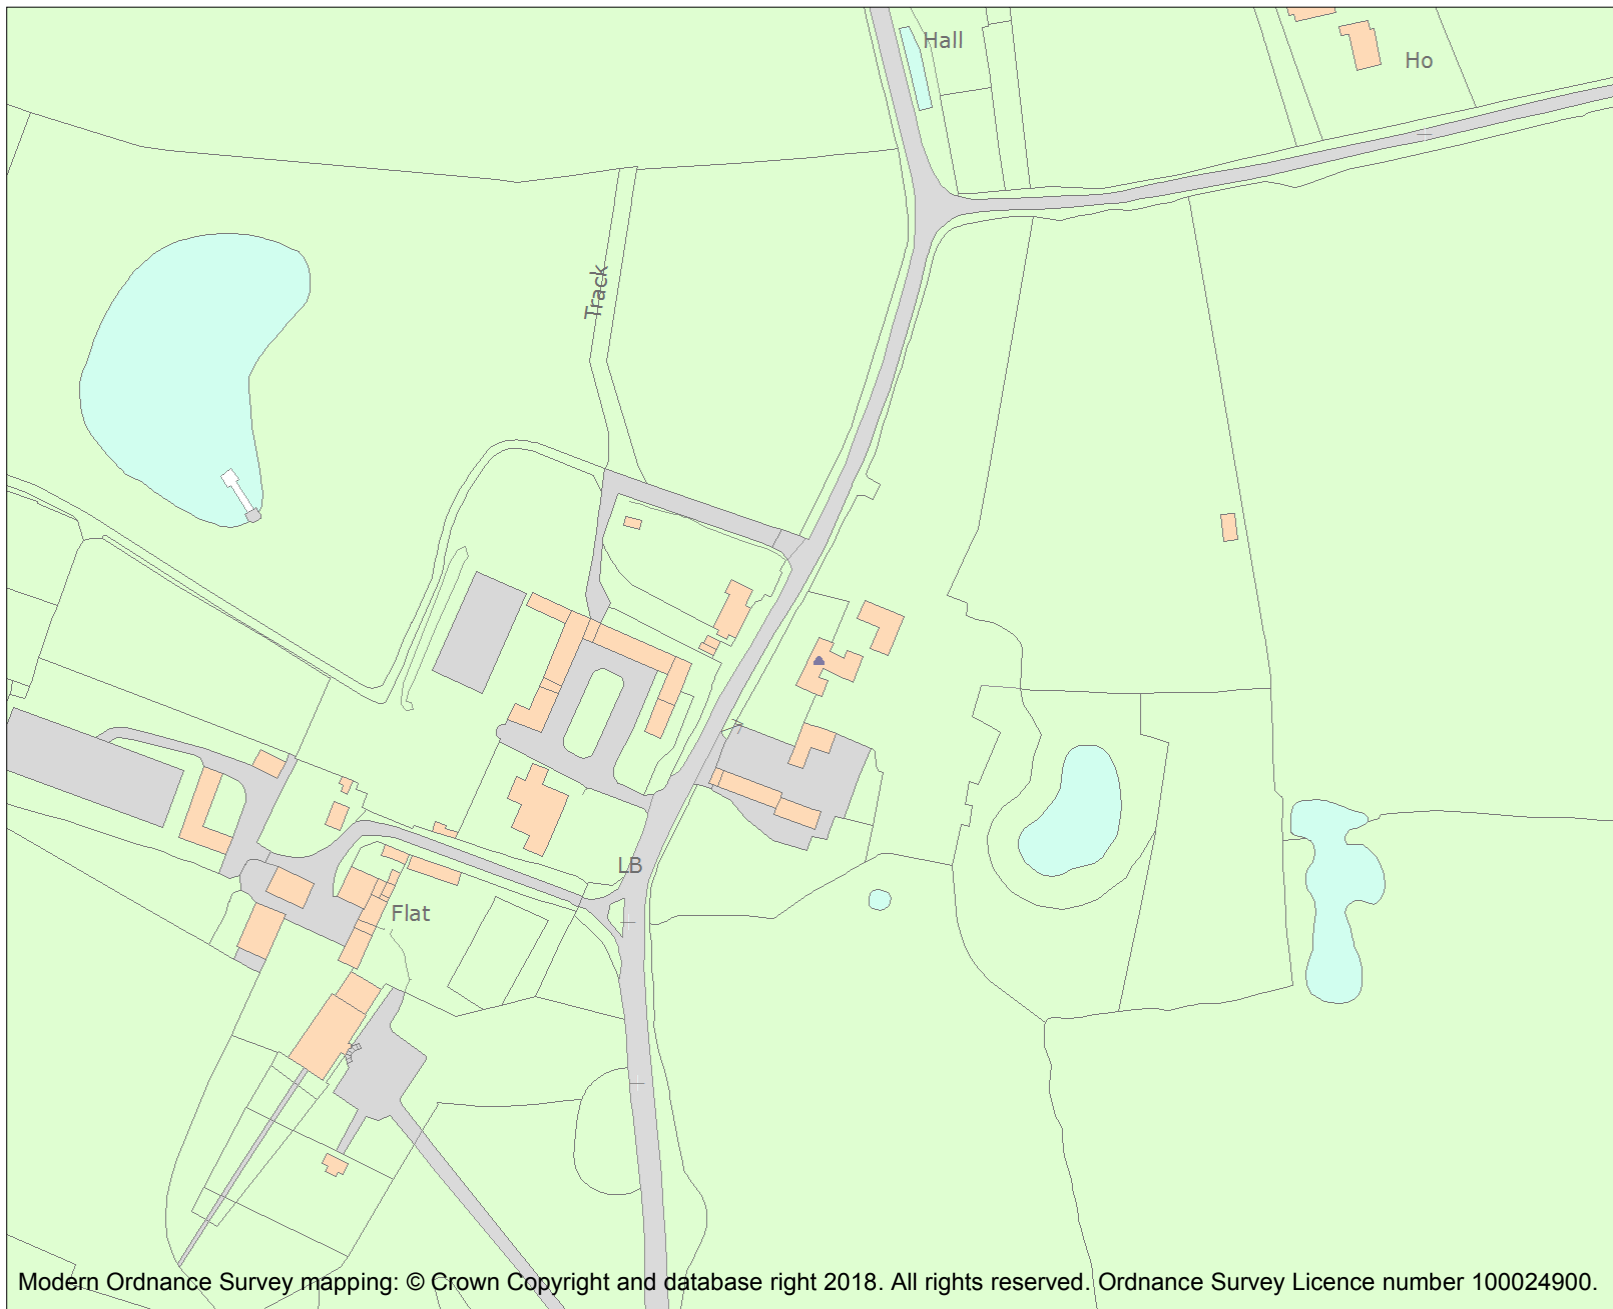 Hall
Ho
Track
LB
Flat
Modern Ordnance Survey mapping: © Crown Copyright and database right 2018. All rights reserved. Ordnance Survey Licence number 100024900.